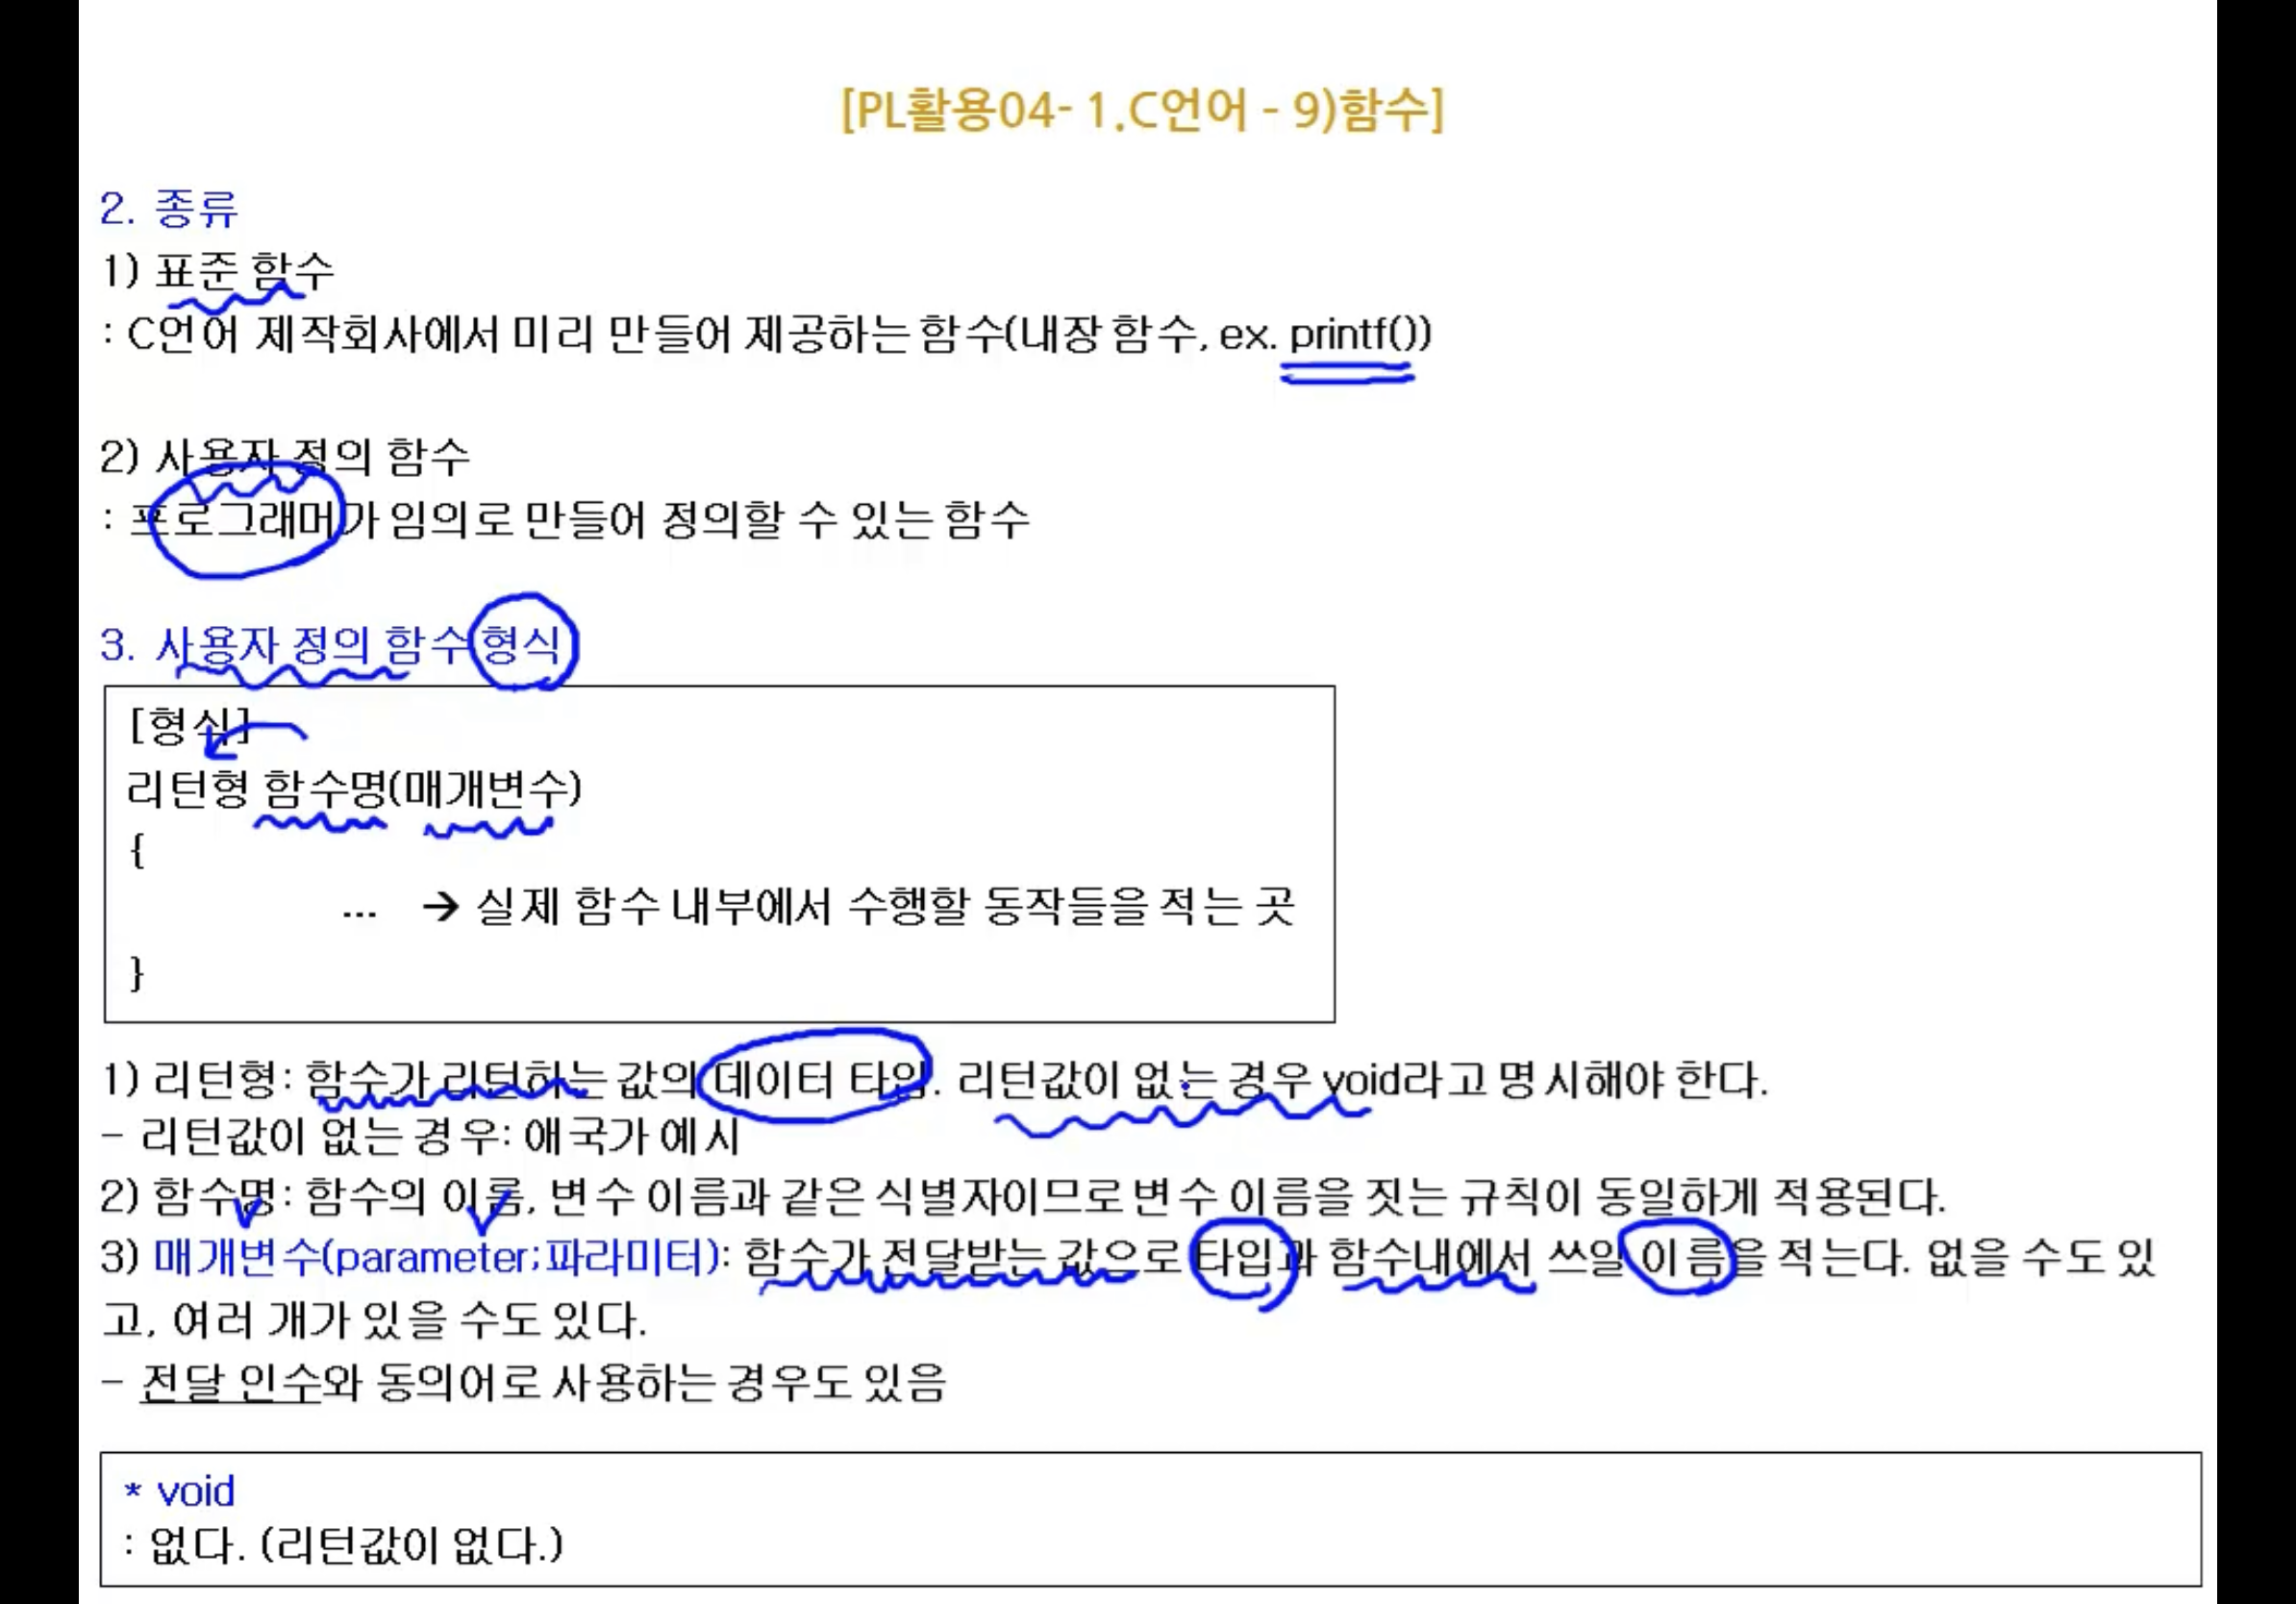 [PL활용04- 1.C언어 - 9)함수]
2. 종류
1) 표준 함수
: C언어 제작회사에서 미리 만들어 제공하는 함수(내장 함수, ex. printf())
2) 사용자 정의 함수
: 프로그래머가 임의로 만들어 정의할 수 있는 함수
3. 사용자 정의 함수 형식
[형식]
리턴형 함수명(매개변수)
{
... → 실제 함수 내부에서 수행할 동작들을 적는 곳
}
1) 리턴형: 함수가 리턴하는 값의 데이터 타입. 리턴값이 없는 경우 void라고 명시해야 한다.
- 리턴값이 없는 경우: 애국가 예시
2) 함수명: 함수의 이름, 변수 이름과 같은 식별자이므로 변수 이름을 짓는 규칙이 동일하게 적용된다.
3) 매개변수(parameter;파라미터): 함수가 전달받는 값으로 타입과 함수내에서 쓰일 이름을 적는다. 없을 수도 있
고, 여러 개가 있을 수도 있다.
- 전달 인수와 동의어로 사용하는 경우도 있음
* void
: 없다. (리턴값이 없다.)